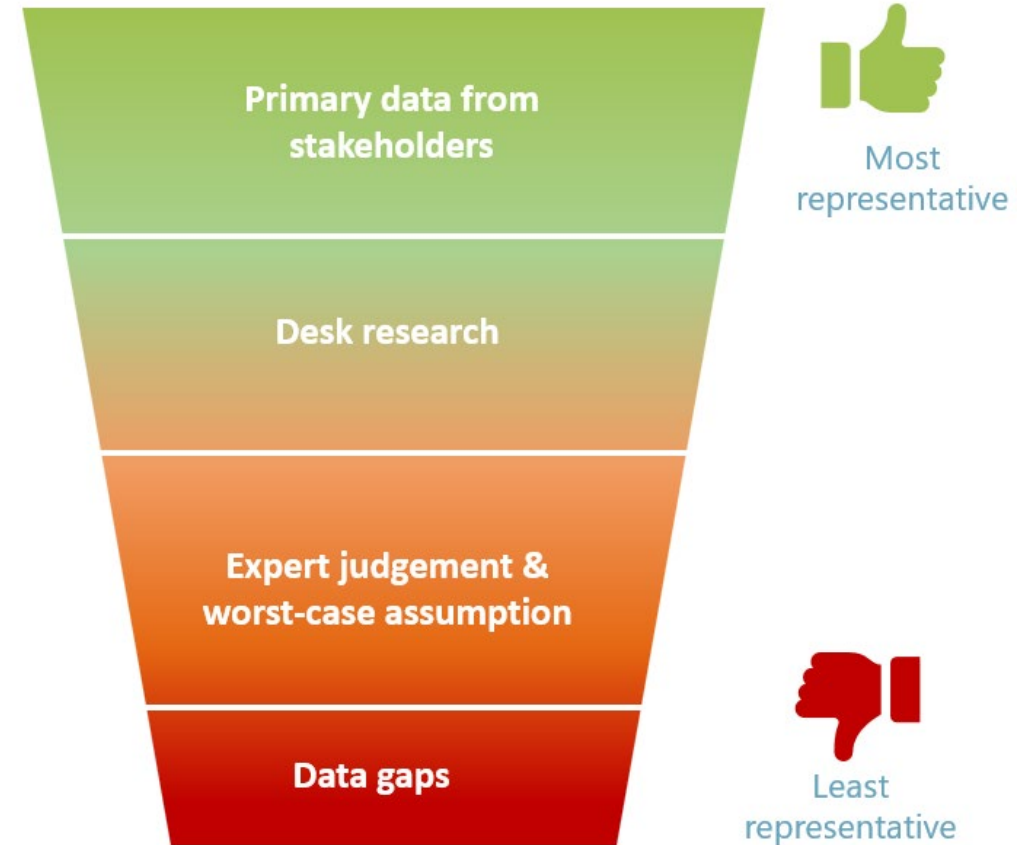 Primary data from
stakeholders
Most
representative
Desk research
Expert judgement &
worst-case assumption
Data gaps
Least
representative